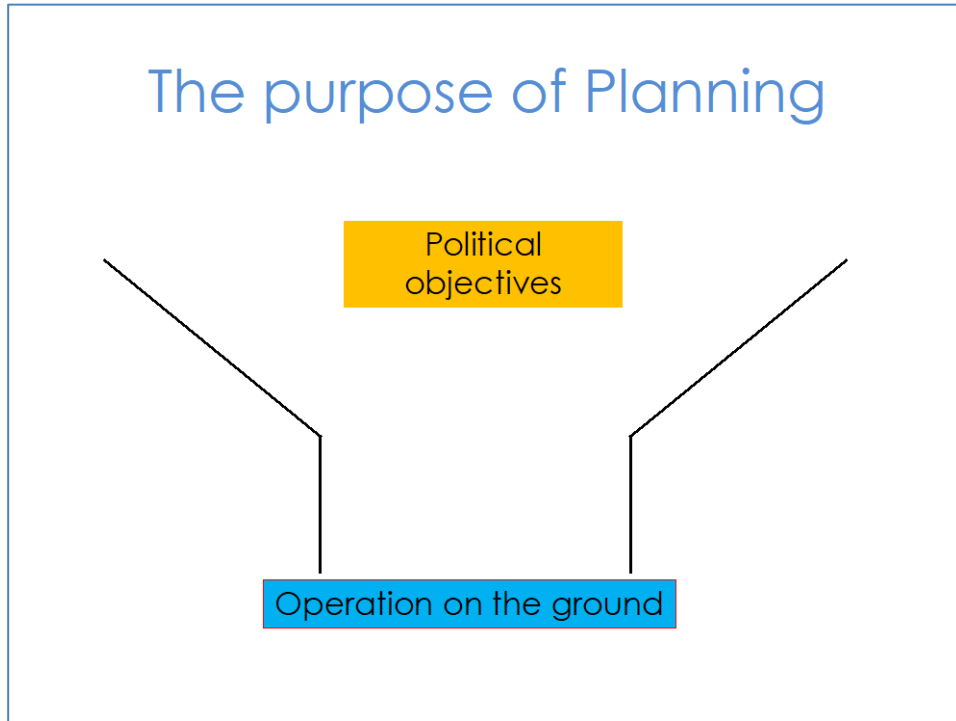 The purpose of Planning
Political
objectives
Operation on the ground